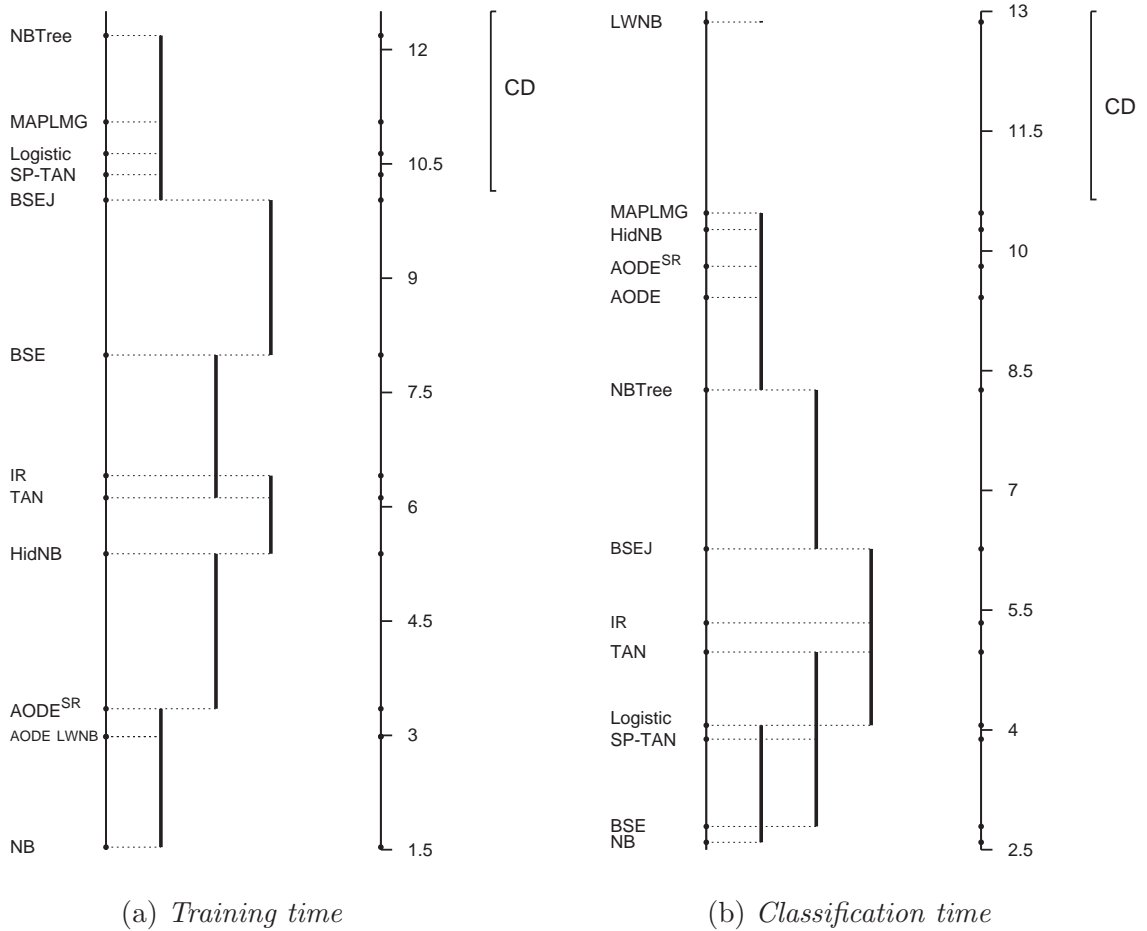 NBTree
MAPLMG
Logistic
SP-TAN
BSEJ
BSE
IR
TAN
HidNB
AODE^SR
AODE LWNB
NB
12
10.5
9
7.5
6
4.5
3
1.5
CD
(a) Training time
LWNB
MAPLMG
HidNB
AODE^SR
AODE
NBTree
BSEJ
IR
TAN
Logistic
SP-TAN
BSE
NB
13
11.5
10
8.5
7
5.5
4
2.5
CD
(b) Classification time